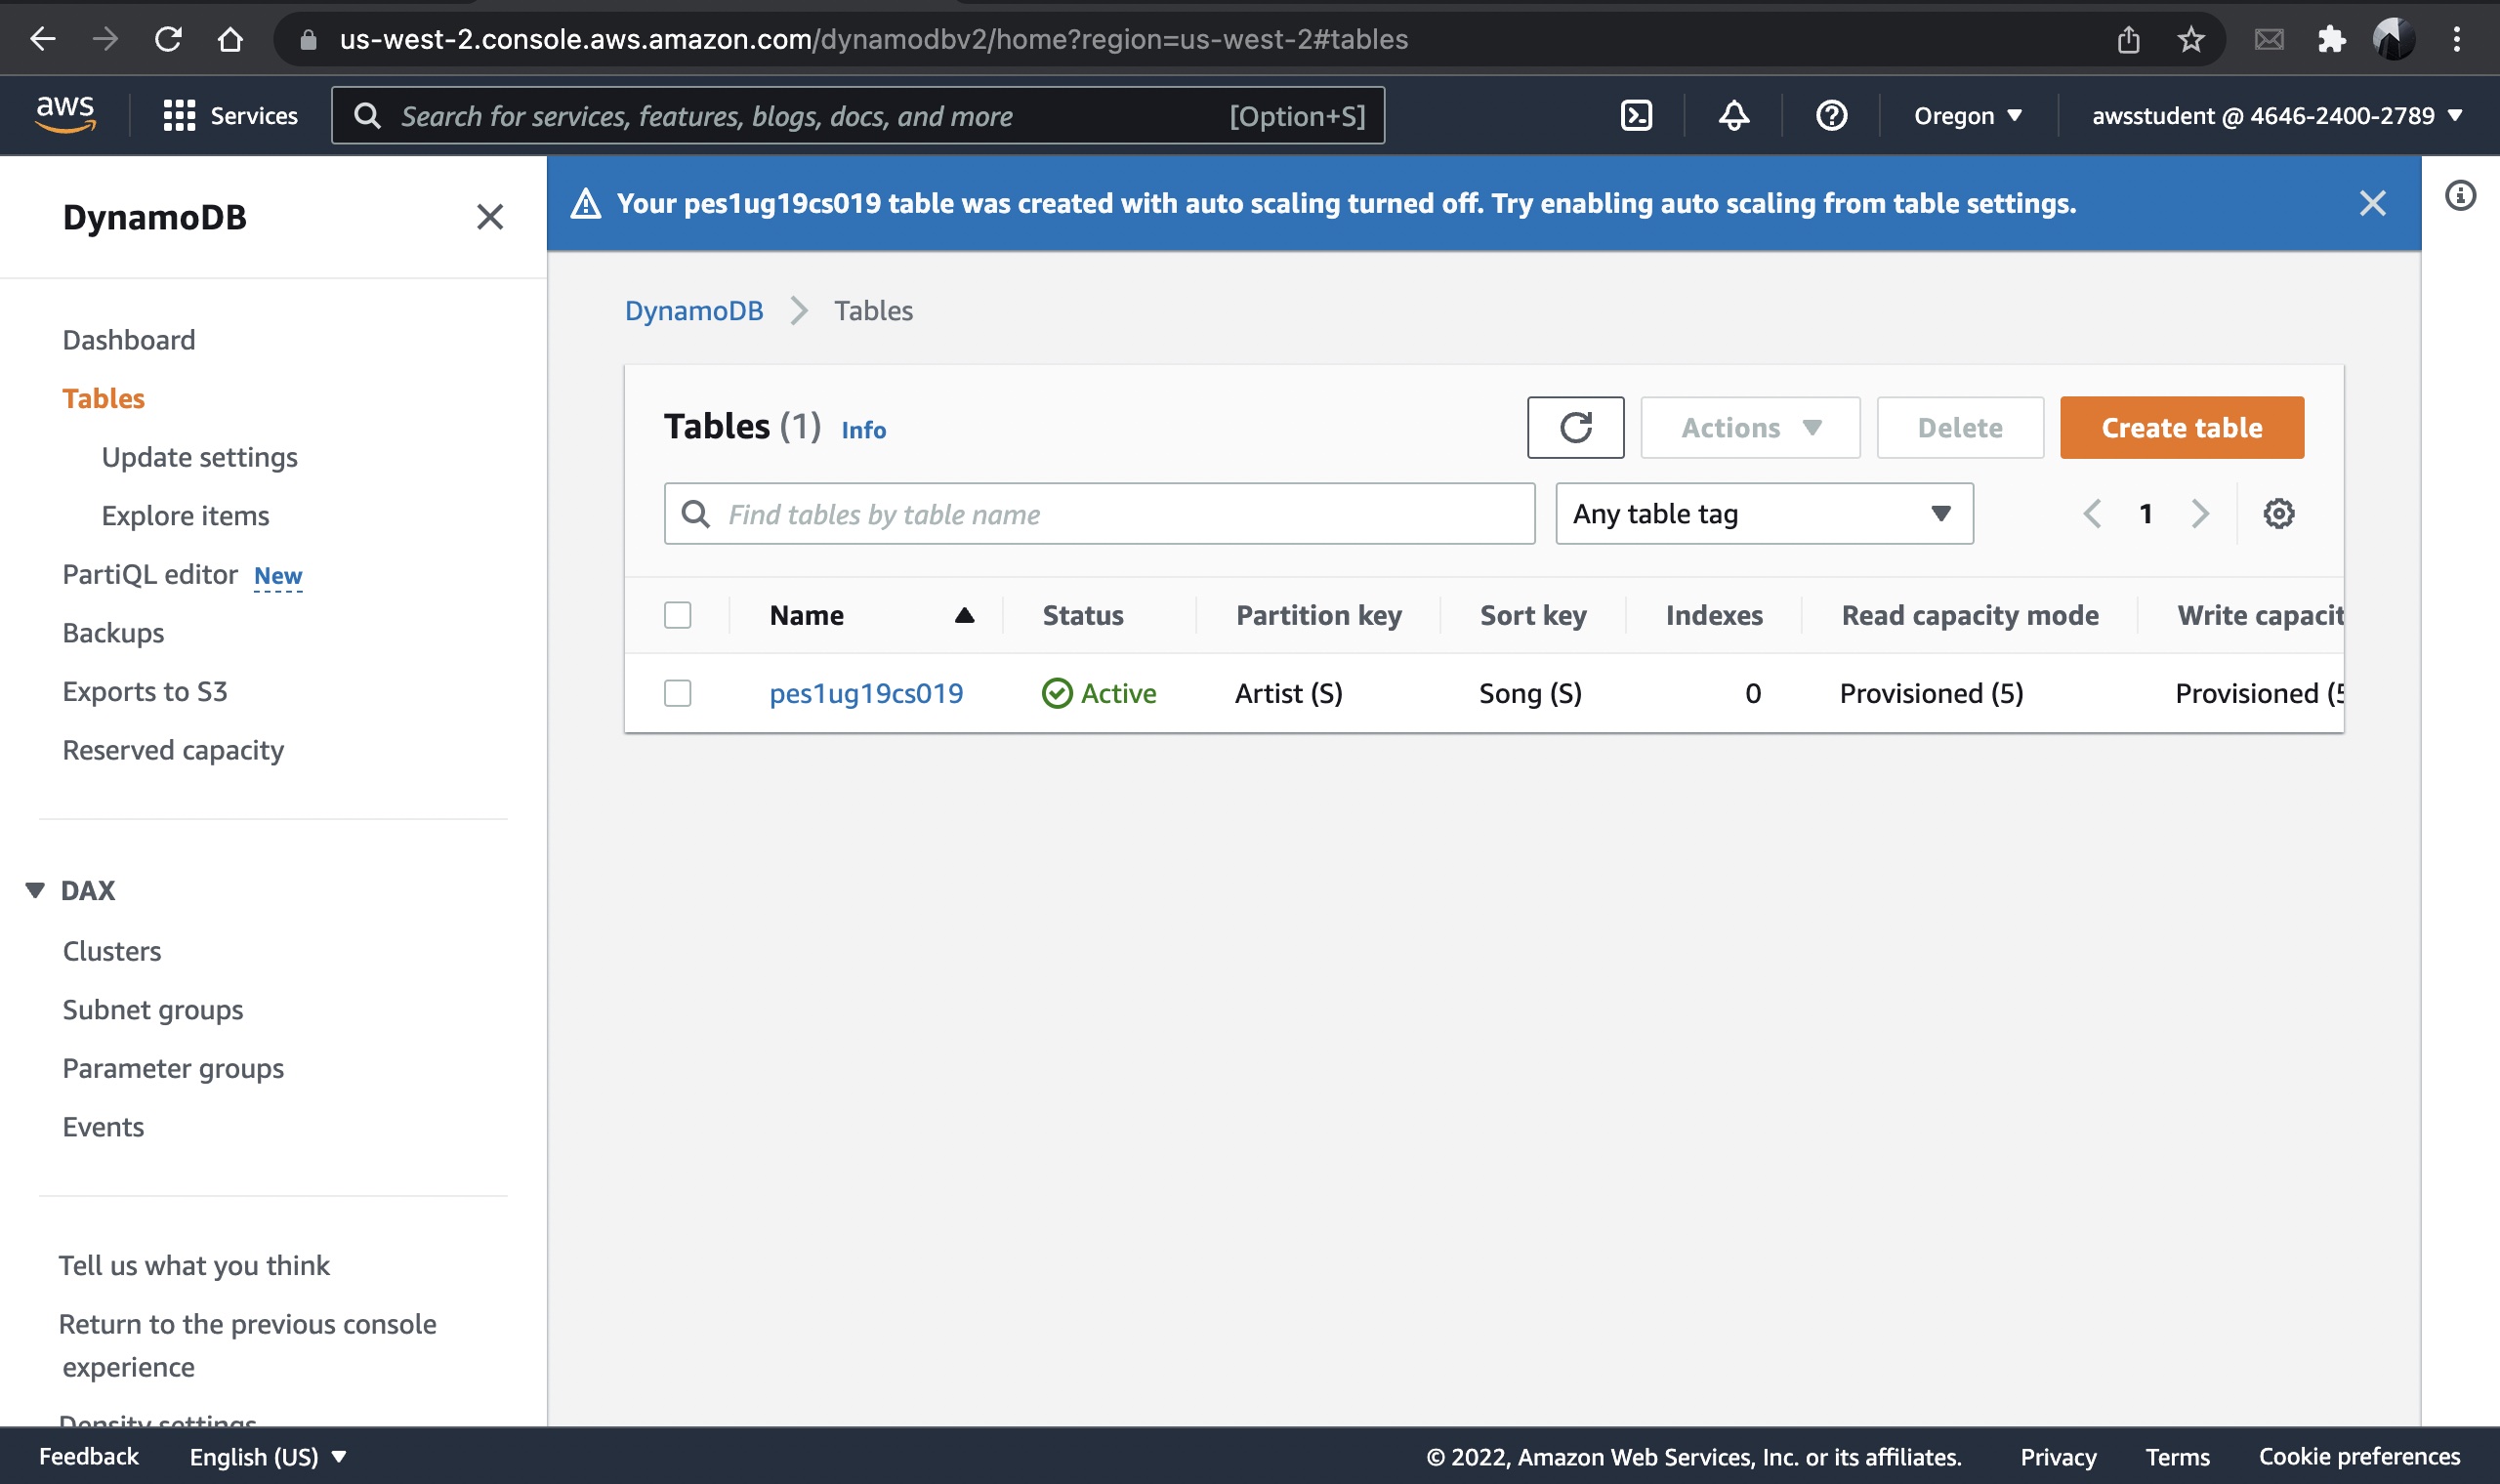 us-west-2.console.aws.amazon.com/dynamodbv2/home?region=us-west-2#tables
aws
Services
Search for services, features, blogs, docs, and more
[Option+S]
Oregon
awsstudent @ 4646-2400-2789
DynamoDB
Dashboard
Tables
Update settings
Explore items
PartiQL editor New
Backups
Exports to S3
Reserved capacity
DAX
Clusters
Subnet groups
Parameter groups
Events
Tell us what you think
Return to the previous console
experience
Density settings
Your pes1ug19cs019 table was created with auto scaling turned off. Try enabling auto scaling from table settings.
DynamoDB
Tables
Tables (1) Info
Actions
Delete
Create table
Find tables by table name
Any table tag
1
Name Status Partition key Sort key Indexes Read capacity mode Write capacit
pes1ug19cs019 Active Artist (S) Song (S) 0 Provisioned (5) Provisioned (5
Feedback
English (US)
© 2022, Amazon Web Services, Inc. or its affiliates.
Privacy
Terms
Cookie preferences